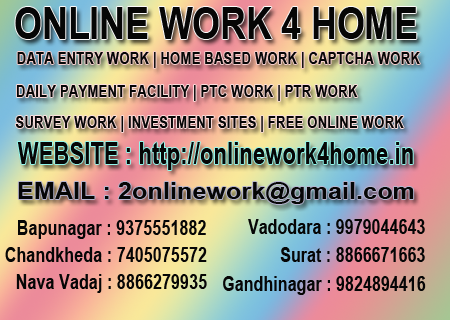 ONLINE WORK 4 HOME
DATA ENTRY WORK | HOME BASED WORK | CAPTCHA WORK
DAILY PAYMENT FACILITY | PTC WORK | PTR WORK
SURVEY WORK | INVESTMENT SITES | FREE ONLINE WORK
WEBSITE : http://onlinework4home.in
EMAIL : 2onlinework@gmail.com
Bapunagar : 9375551882 Vadodara : 9979044643
Chandkheda : 7405075572 Surat : 8866671663
Nava Vadaj : 8866279935 Gandhinagar : 9824894416